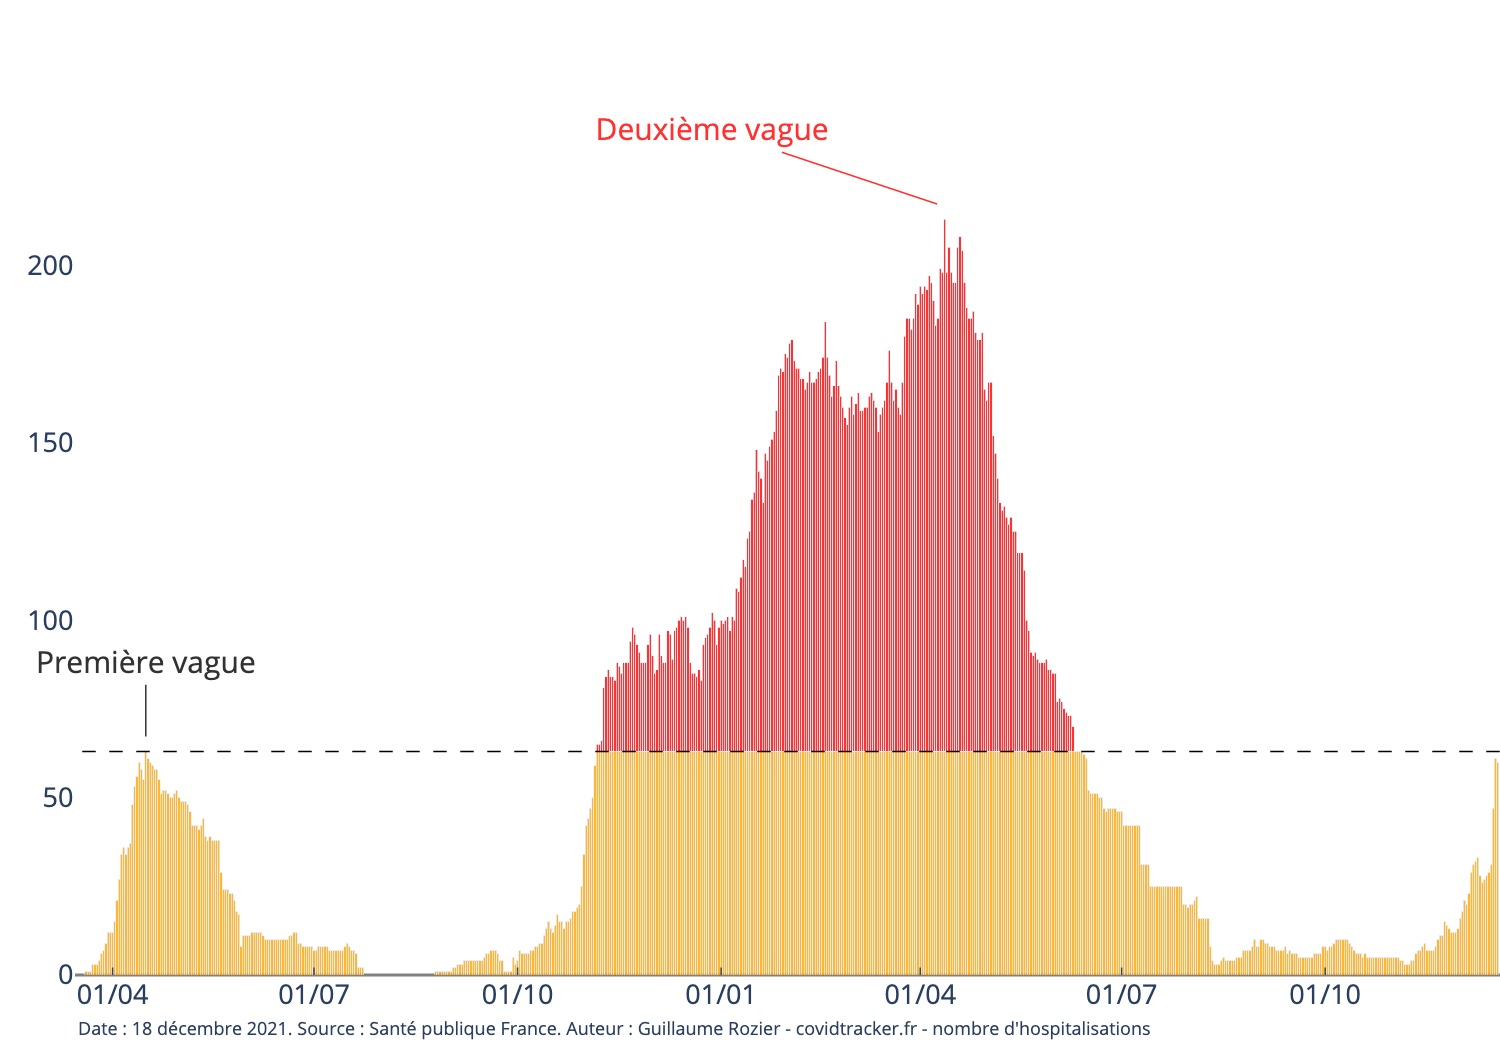 Deuxième vague
200
150
100
Première vague
50
0
01/04 01/07 01/10 01/01 01/04 01/07 01/10
Date : 18 décembre 2021. Source : Santé publique France. Auteur : Guillaume Rozier - covidtracker.fr - nombre d'hospitalisations